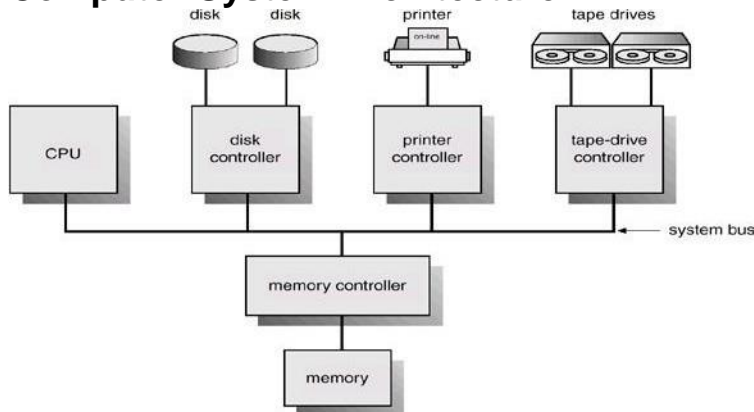 disk disk printer tape drives
on-line
CPU
disk
controller
printer
controller
tape-drive
controller
system bus
memory controller
memory